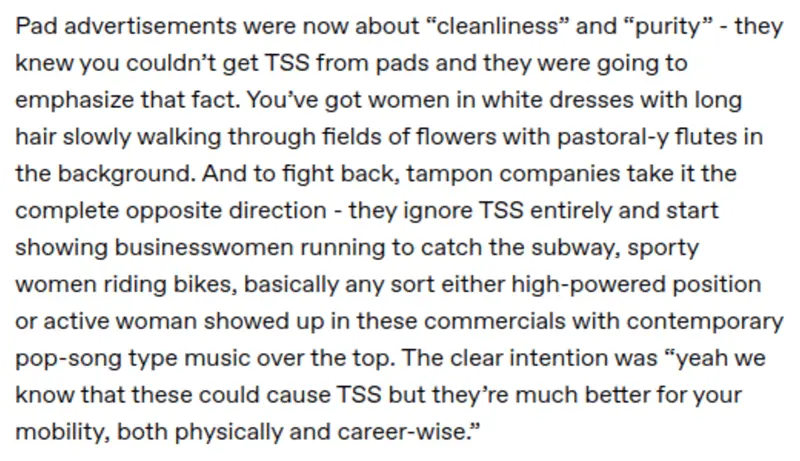 Pad advertisements were now about “cleanliness” and “purity” - they
knew you couldn’t get TSS from pads and they were going to
emphasize that fact. You’ve got women in white dresses with long
hair slowly walking through fields of flowers with pastoral-y flutes in
the background. And to fight back, tampon companies take it the
complete opposite direction - they ignore TSS entirely and start
showing businesswomen running to catch the subway, sporty
women riding bikes, basically any sort either high-powered position
or active woman showed up in these commercials with contemporary
pop-song type music over the top. The clear intention was “yeah we
know that these could cause TSS but they’re much better for your
mobility, both physically and career-wise.”